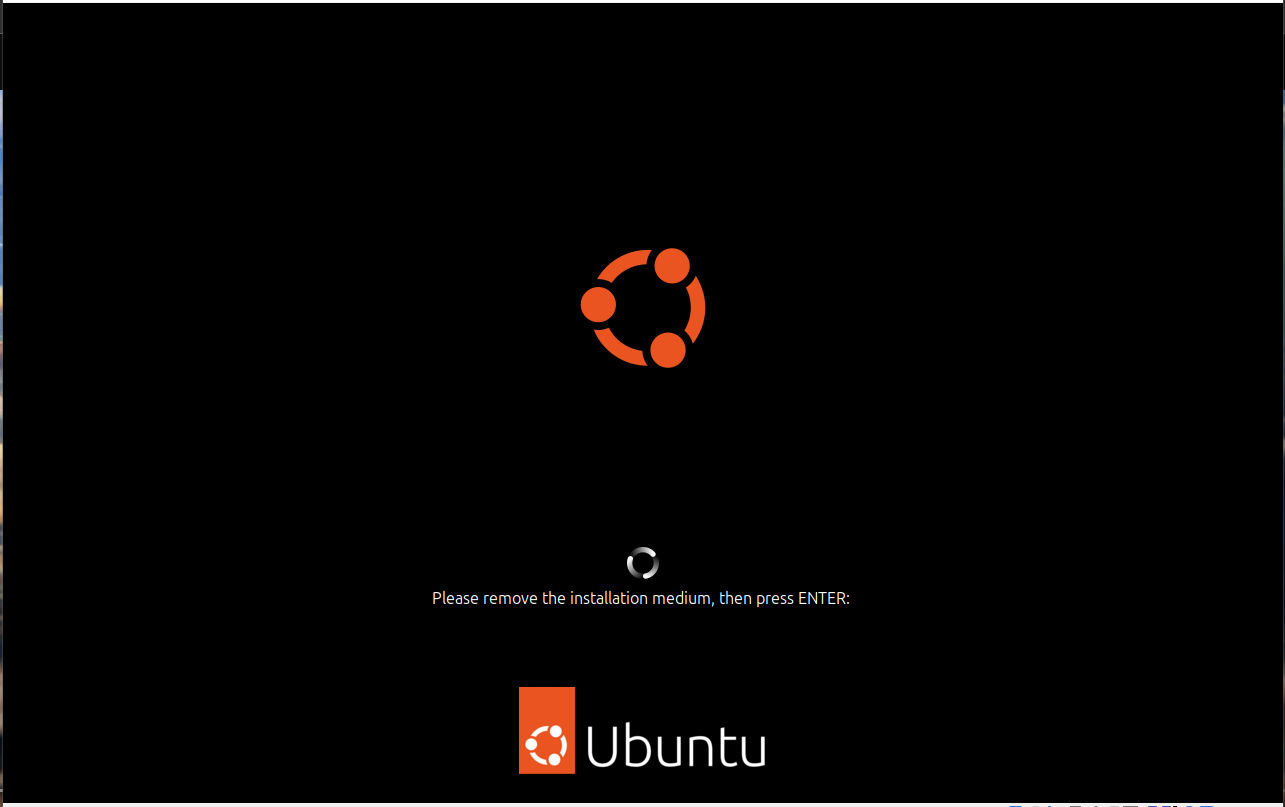 Please remove the installation medium, then press ENTER:
Ubuntu